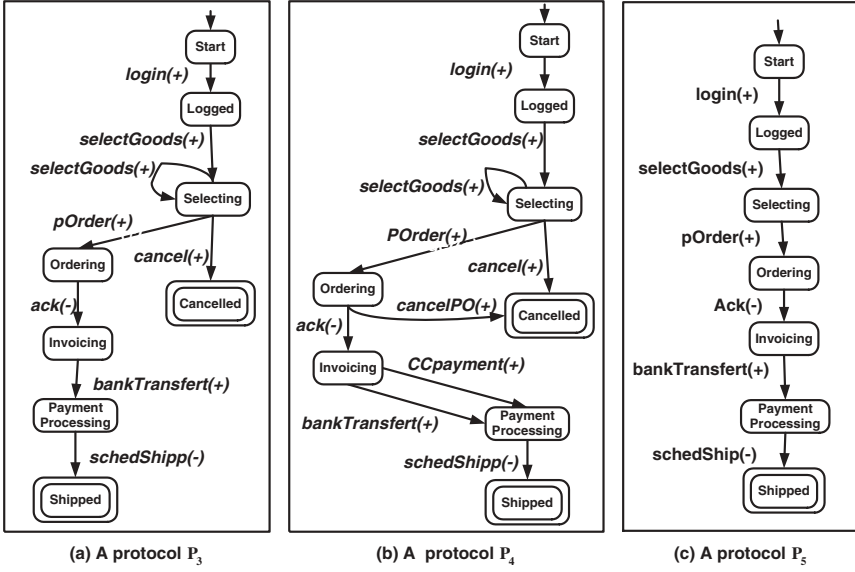 Start
login(+)
Logged
selectGoods(+)
selectGoods(+)
Selecting
pOrder(+)
cancel(+)
Ordering
Cancelled
ack(-)
Invoicing
bankTransfert(+)
Payment
Processing
schedShipp(-)
Shipped
(a) A protocol P3
Start
login(+)
Logged
selectGoods(+)
selectGoods(+)
Selecting
POrder(+)
cancel(+)
Ordering
cancelPO(+)
Cancelled
ack(-)
Invoicing
CCpayment(+)
bankTransfert(+)
Payment
Processing
schedShipp(-)
Shipped
(b) A protocol P4
Start
login(+)
Logged
selectGoods(+)
Selecting
pOrder(+)
Ordering
Ack(-)
Invoicing
bankTransfert(+)
Payment
Processing
schedShip(-)
Shipped
(c) A protocol P5